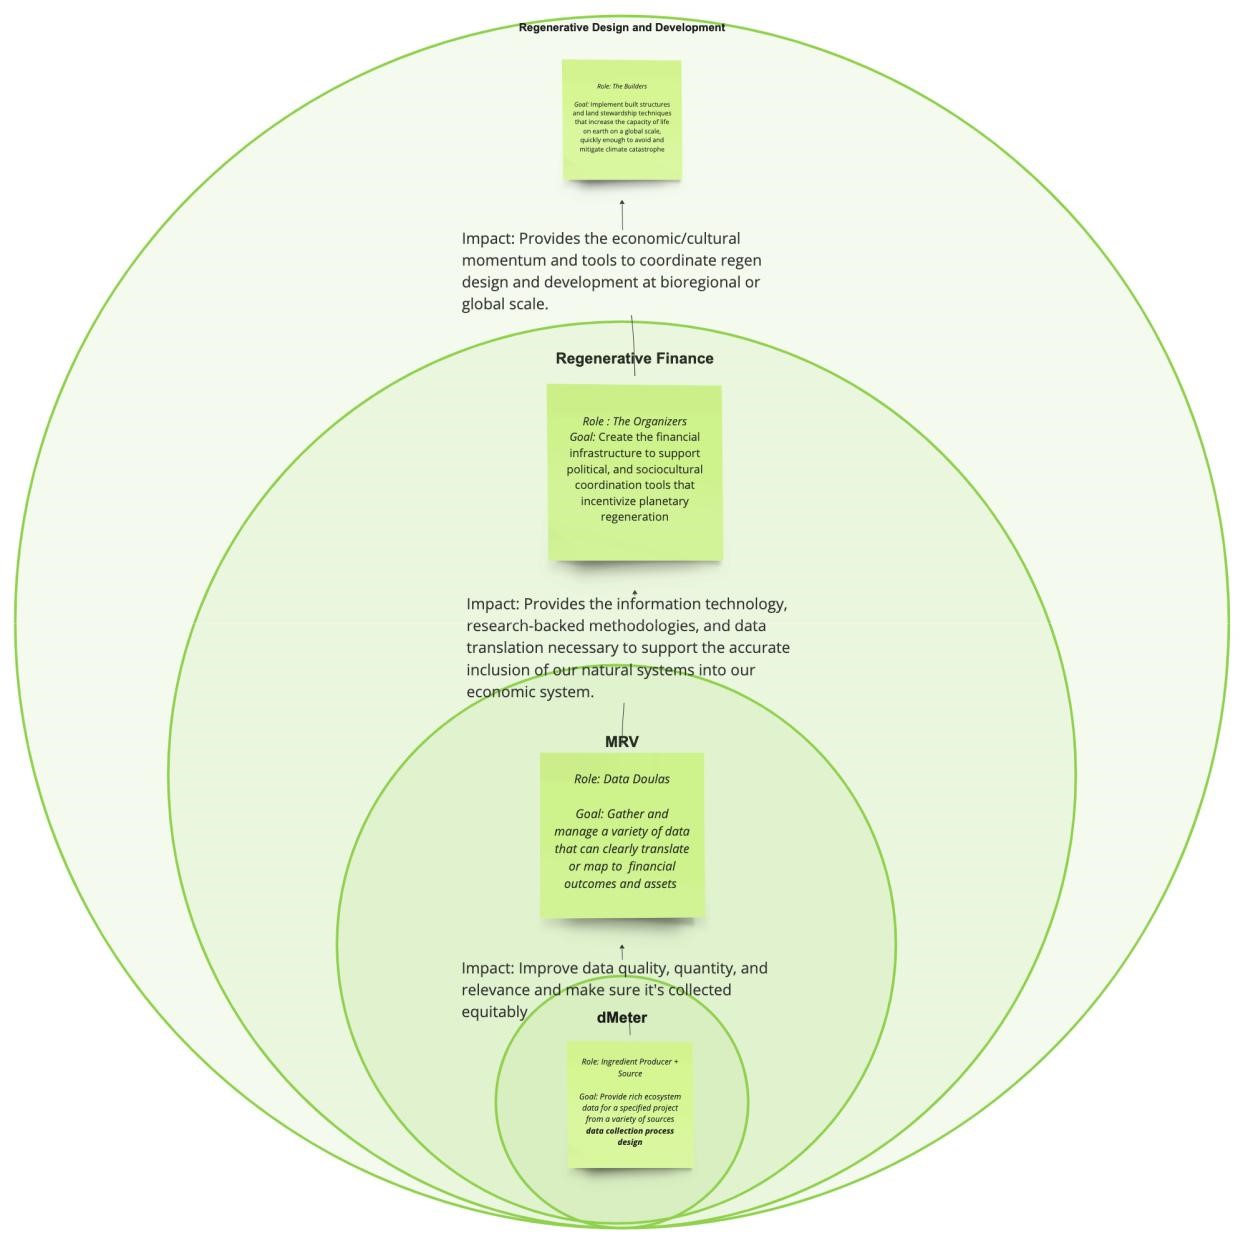 Regenerative Design and Development
Role: The Builders
Goal: Implement built structures
and land stewardship techniques
that increase the capacity of life
on earth on a global scale,
quickly enough to avoid and
mitigate climate catastrophe
Impact: Provides the economic/cultural
momentum and tools to coordinate regen
design and development at bioregional or
global scale.
Regenerative Finance
Role : The Organizers
Goal: Create the financial
infrastructure to support
political, and sociocultural
coordination tools that
incentivize planetary
regeneration
Impact: Provides the information technology,
research-backed methodologies, and data
translation necessary to support the accurate
inclusion of our natural systems into our
economic system.
MRV
Role: Data Doulas
Goal: Gather and
manage a variety of data
that can clearly translate
or map to financial
outcomes and assets
Impact: Improve data quality, quantity, and
relevance and make sure it's collected
equitably
dMeter
Role: Ingredient Producer +
Source
Goal: Provide rich ecosystem
data for a specified project
from a variety of sources
data collection process
design